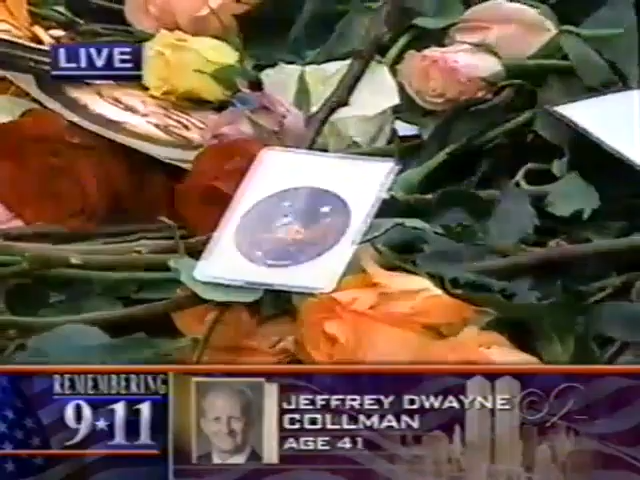 LIVE
REMEMBERING
9★11
JEFFREY DWAYNE
COLLMAN
AGE 41